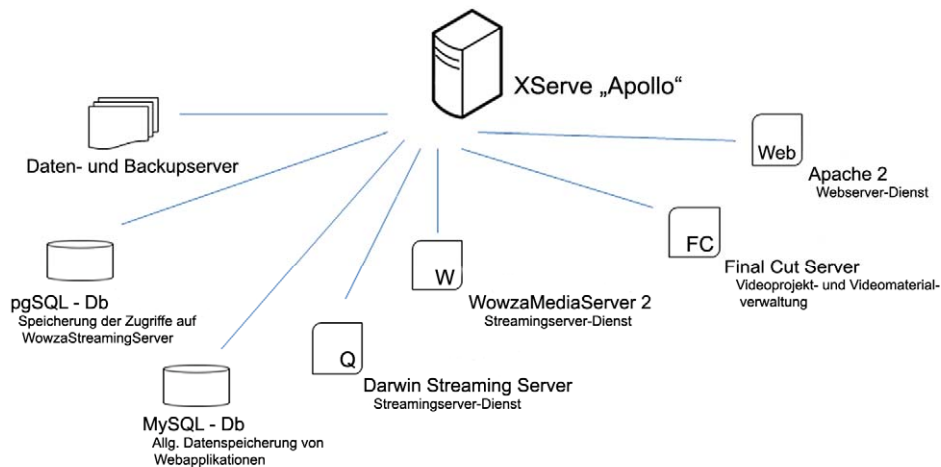 XServe „Apollo“
Daten- und Backupserver
Web
Apache 2
Webserver-Dienst
FC
Final Cut Server
Videoprojekt- und Videomaterial-
verwaltung
W
WowzaMediaServer 2
Streamingserver-Dienst
pgSQL - Db
Speicherung der Zugriffe auf
WowzaStreamingServer
Q
Darwin Streaming Server
Streamingserver-Dienst
MySQL - Db
Allg. Datenspeicherung von
Webapplikationen